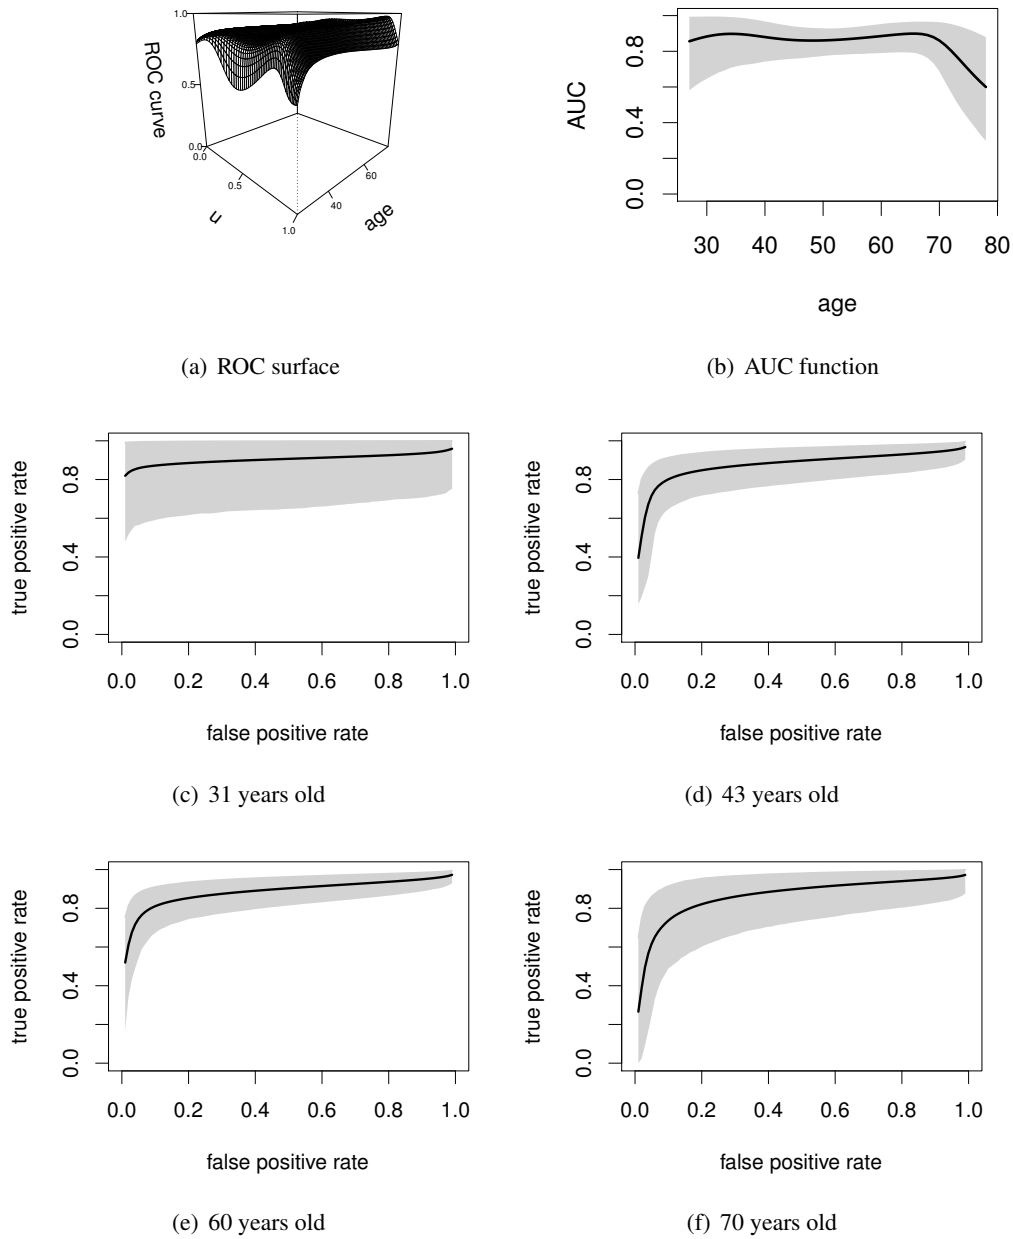 1.0
0.5
0.0
ROC curve
0.0
0.5
1.0
u
40
60
age
(a) ROC surface
0.0 0.4 0.8
AUC
30 40 50 60 70 80
age
(b) AUC function
0.0 0.4 0.8
true positive rate
0.0 0.2 0.4 0.6 0.8 1.0
false positive rate
(c) 31 years old
0.0 0.4 0.8
true positive rate
0.0 0.2 0.4 0.6 0.8 1.0
false positive rate
(d) 43 years old
0.0 0.4 0.8
true positive rate
0.0 0.2 0.4 0.6 0.8 1.0
false positive rate
(e) 60 years old
0.0 0.4 0.8
true positive rate
0.0 0.2 0.4 0.6 0.8 1.0
false positive rate
(f) 70 years old